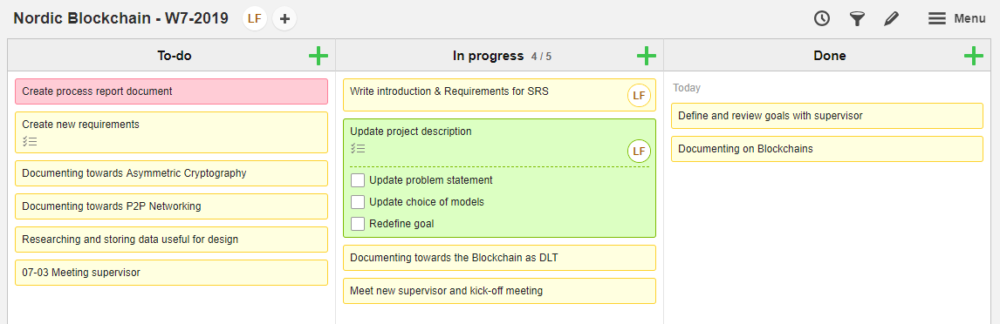 Nordic Blockchain - W7-2019 LF + Menu
To-do
Create process report document
Create new requirements
Documenting towards Asymmetric Cryptography
Documenting towards P2P Networking
Researching and storing data useful for design
07-03 Meeting supervisor
In progress 4 / 5
Write introduction & Requirements for SRS LF
Update project description
LF
Update problem statement
Update choice of models
Redefine goal
Documenting towards the Blockchain as DLT
Meet new supervisor and kick-off meeting
Done
Today
Define and review goals with supervisor
Documenting on Blockchains